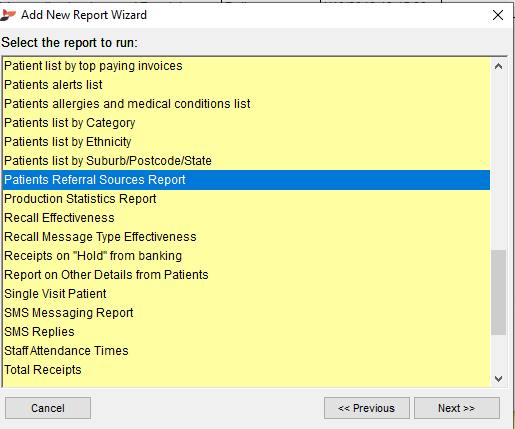 Add New Report Wizard
Select the report to run:
Patient list by top paying invoices
Patients alerts list
Patients allergies and medical conditions list
Patients list by Category
Patients list by Ethnicity
Patients list by Suburb/Postcode/State
Patients Referral Sources Report
Production Statistics Report
Recall Effectiveness
Recall Message Type Effectiveness
Receipts on "Hold" from banking
Report on Other Details from Patients
Single Visit Patient
SMS Messaging Report
SMS Replies
Staff Attendance Times
Total Receipts
Cancel
<< Previous
Next >>